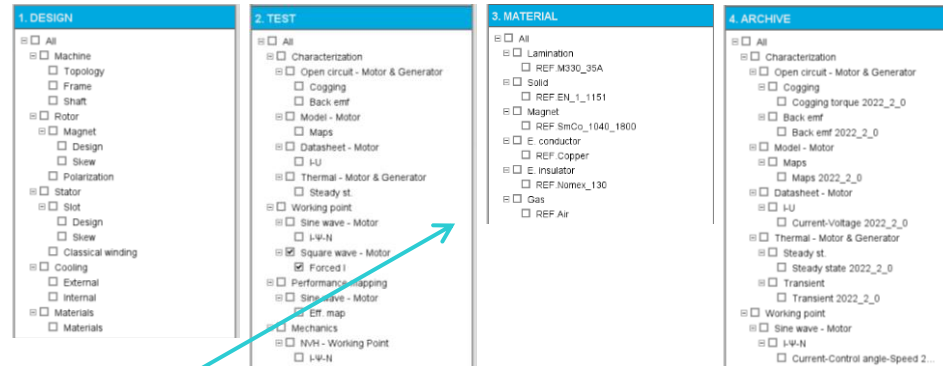 1. DESIGN
All
Machine
Topology
Frame
Shaft
Rotor
Magnet
Design
Skew
Polarization
Stator
Slot
Design
Skew
Classical winding
Cooling
External
Internal
Materials
Materials
2. TEST
All
Characterization
Open circuit - Motor & Generator
Cogging
Back emf
Model - Motor
Maps
Datasheet - Motor
I-U
Thermal - Motor & Generator
Steady st.
Working point
Sine wave - Motor
I-Ψ-N
Square wave - Motor
Forced I
Performance mapping
Sine wave - Motor
Eff. map
Mechanics
NVH - Working Point
I-Ψ-N
3. MATERIAL
All
Lamination
REF.M330_35A
Solid
REF.EN_1_1151
Magnet
REF.SmCo_1040_1800
E. conductor
REF.Copper
E. insulator
REF.Nomex_130
Gas
REF.Air
4. ARCHIVE
All
Characterization
Open circuit - Motor & Generator
Cogging
Cogging torque 2022_2_0
Back emf
Back emf 2022_2_0
Model - Motor
Maps
Maps 2022_2_0
Datasheet - Motor
I-U
Current-Voltage 2022_2_0
Thermal - Motor & Generator
Steady st.
Steady state 2022_2_0
Transient
Transient 2022_2_0
Working point
Sine wave - Motor
I-Ψ-N
Current-Control angle-Speed 2...